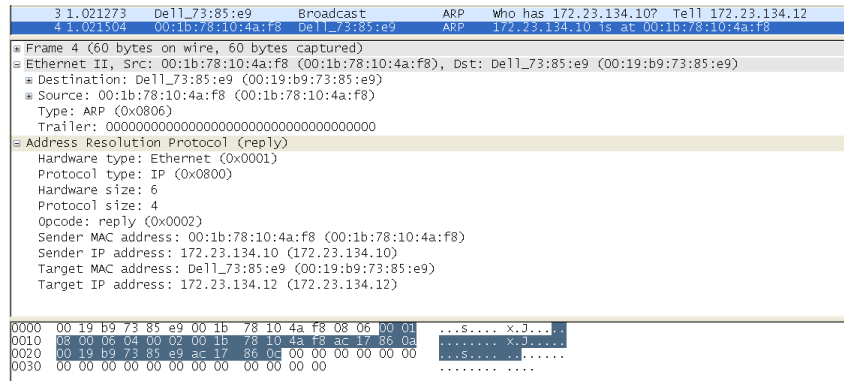 3 1.021273 Dell_73:85:e9 Broadcast ARP Who has 172.23.134.10? Tell 172.23.134.12
4 1.021504 00:1b:78:10:4a:f8 Dell_73:85:e9 ARP 172.23.134.10 is at 00:1b:78:10:4a:f8
Frame 4 (60 bytes on wire, 60 bytes captured)
Ethernet II, Src: 00:1b:78:10:4a:f8 (00:1b:78:10:4a:f8), Dst: Dell_73:85:e9 (00:19:b9:73:85:e9)
Destination: Dell_73:85:e9 (00:19:b9:73:85:e9)
Source: 00:1b:78:10:4a:f8 (00:1b:78:10:4a:f8)
Type: ARP (0x0806)
Trailer: 000000000000000000000000000000000000
Address Resolution Protocol (reply)
Hardware type: Ethernet (0x0001)
Protocol type: IP (0x0800)
Hardware size: 6
Protocol size: 4
Opcode: reply (0x0002)
Sender MAC address: 00:1b:78:10:4a:f8 (00:1b:78:10:4a:f8)
Sender IP address: 172.23.134.10 (172.23.134.10)
Target MAC address: Dell_73:85:e9 (00:19:b9:73:85:e9)
Target IP address: 172.23.134.12 (172.23.134.12)
0000 00 19 b9 73 85 e9 00 1b 78 10 4a f8 08 06 00 01 ...s.... x.J.....
0010 08 00 06 04 00 02 00 1b 78 10 4a f8 ac 17 86 0a ........ x.J.....
0020 00 19 b9 73 85 e9 ac 17 86 0c 00 00 00 00 00 00 ...s.... ........
0030 00 00 00 00 00 00 00 00 00 00 00 00 ........ ....